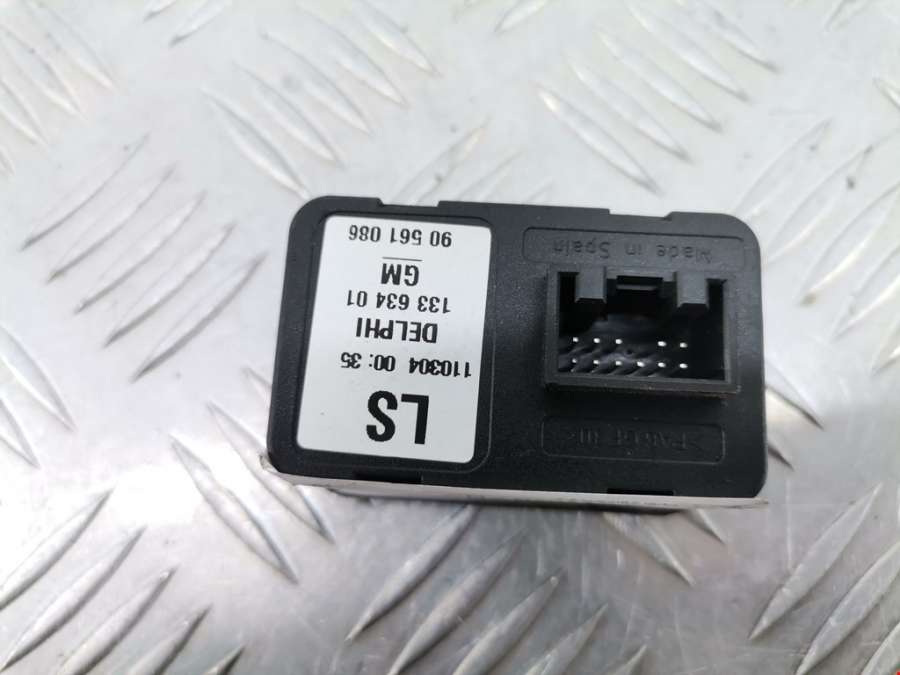 LS
110304 00:35
DELPHI
133 634 01
GM
90 561 086
Made in Spain